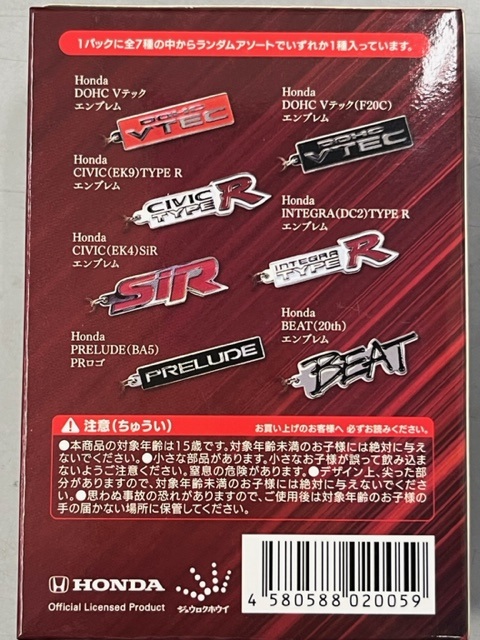 1パックに全7種の中からランダムアソートでいずれか1種入っています。
Honda
DOHC Vテック
エンブレム
DOHC
VTEC
Honda
DOHC Vテック(F20C)
エンブレム
DOHC
VTEC
Honda
CIVIC(EK9)TYPE R
エンブレム
CIVIC
TYPE R
Honda
INTEGRA(DC2)TYPE R
エンブレム
INTEGRA
TYPE R
Honda
CIVIC(EK4)SiR
エンブレム
SiR
Honda
PRELUDE(BA5)
PRロゴ
PRELUDE
Honda
BEAT(20th)
エンブレム
BEAT
注意(ちゅうい)
お買い上げのお客様へ 必ずお読みください。
●本商品の対象年齢は15歳です。対象年齢未満のお子様には絶対に与え
ないでください。●小さな部品があります。小さなお子様が誤って飲み込ま
ないようご注意ください。窒息の危険があります。●デザイン上、尖った部
分がありますので、対象年齢未満のお子様には絶対に与えないでくださ
い。●思わぬ事故の恐れがありますので、ご使用後は対象年齢のお子様の
手の届かない場所に保管してください。
HONDA
Official Licensed Product
ジュウロクホウイ
4 580588 020059